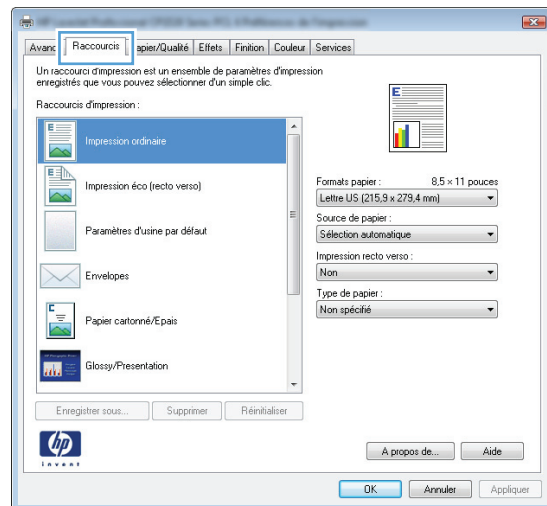 Avanc Raccourcis apier/Qualité Effets Finition Couleur Services
Un raccourci d'impression est un ensemble de paramètres d'impression
enregistrés que vous pouvez sélectionner d'un simple clic.
Raccourcis d'impression :
E
Impression ordinaire
E
Impression éco (recto verso)
Paramètres d'usine par défaut
Envelopes
E
Papier cartonné/Epais
Glossy/Presentation
Enregistrer sous... Supprimer Réinitialiser
E
Formats papier : 8,5 × 11 pouces
Lettre US (215,9 x 279,4 mm)
Source de papier :
Sélection automatique
Impression recto verso :
Non
Type de papier :
Non spécifié
hp
invent
A propos de... Aide
OK Annuler Appliquer